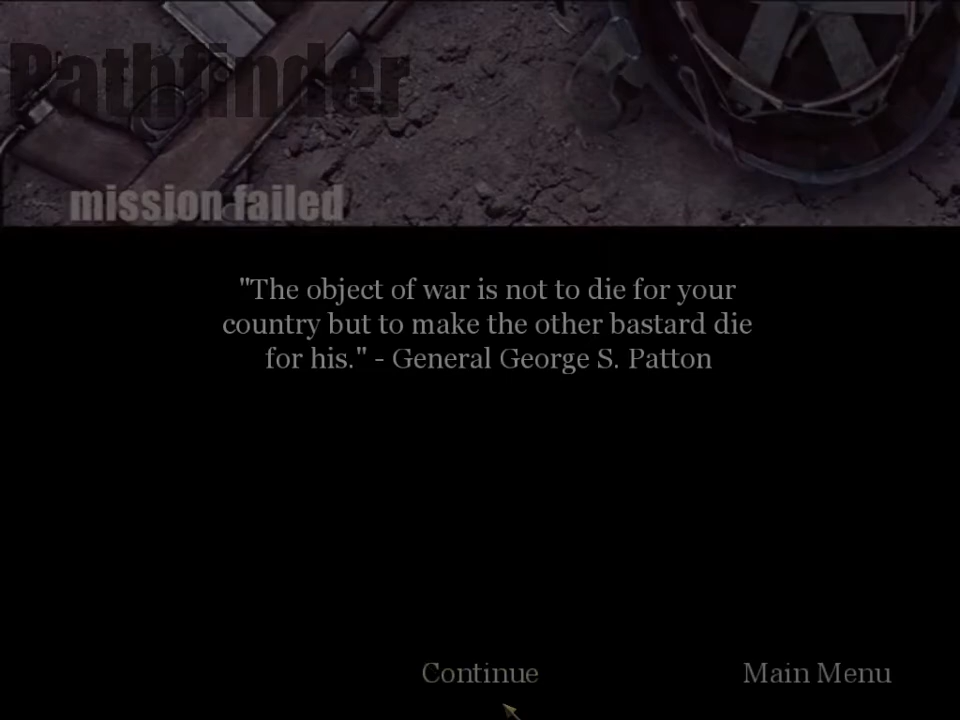 Pathfinder
mission failed
"The object of war is not to die for your
country but to make the other bastard die
for his." - General George S. Patton
Continue
Main Menu